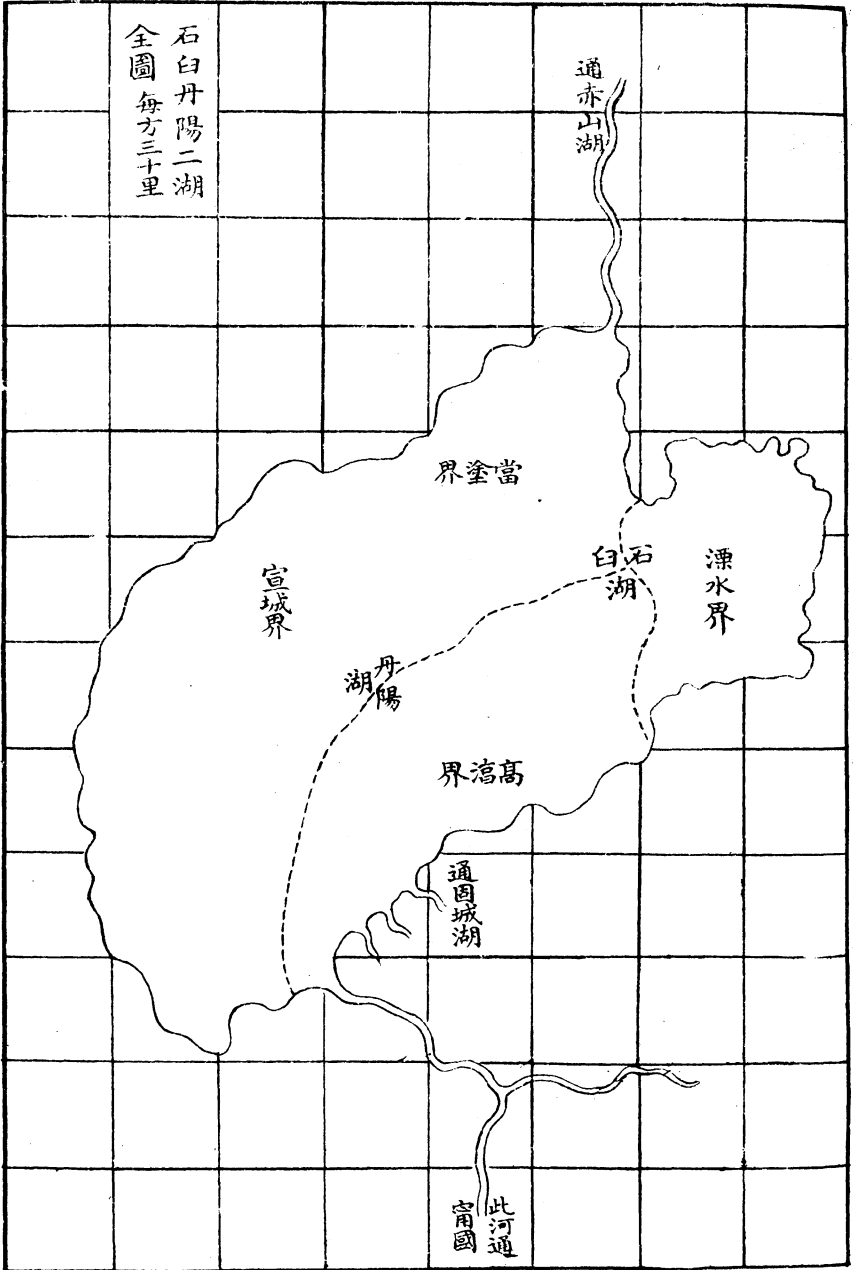 石臼丹陽二湖
全圖 每方三十里
通赤山湖
當塗界
石臼
湖
溧水界
宣城界
丹陽
湖
高湻界
通固城湖
此河通
甯國